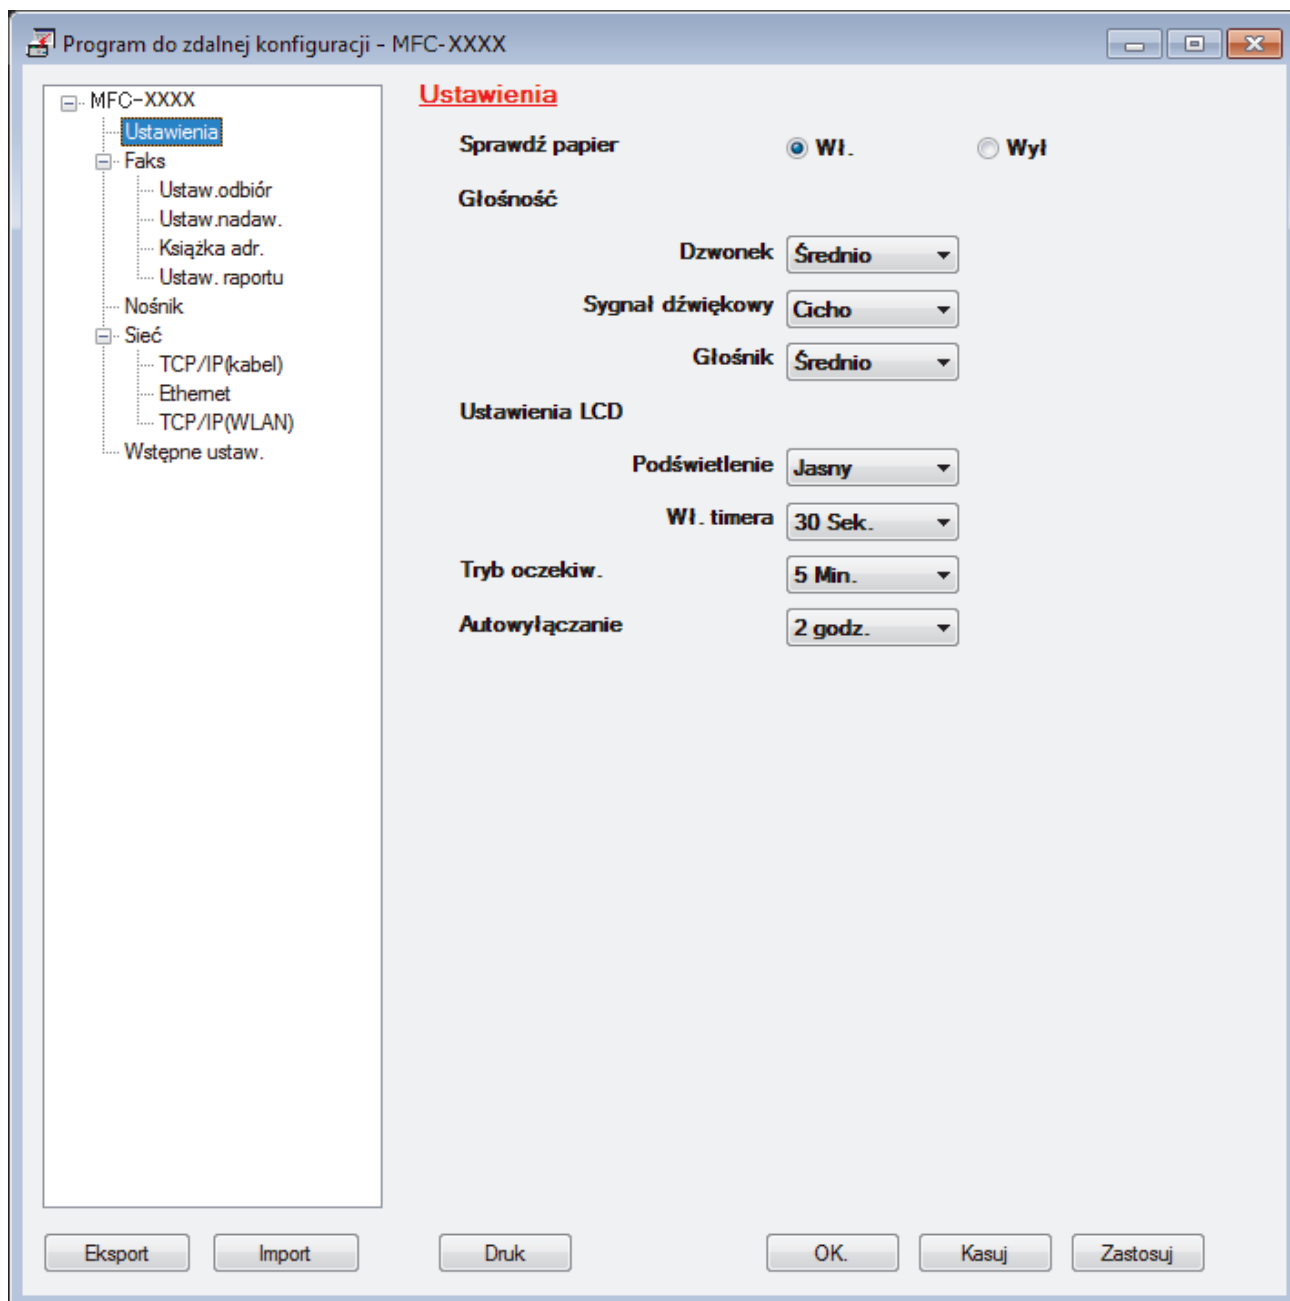 Program do zdalnej konfiguracji - MFC-XXXX
MFC-XXXX
Ustawienia
Faks
Ustaw.odbiór
Ustaw.nadaw.
Książka adr.
Ustaw. raportu
Nośnik
Sieć
TCP/IP(kabel)
Ethernet
TCP/IP(WLAN)
Wstępne ustaw.
Ustawienia
Sprawdź papier Wł. Wył
Głośność
Dzwonek Średnio
Sygnał dźwiękowy Cicho
Głośnik Średnio
Ustawienia LCD
Podświetlenie Jasny
Wł. timera 30 Sek.
Tryb oczekiw. 5 Min.
Autowyłączanie 2 godz.
Eksport Import Druk OK. Kasuj Zastosuj